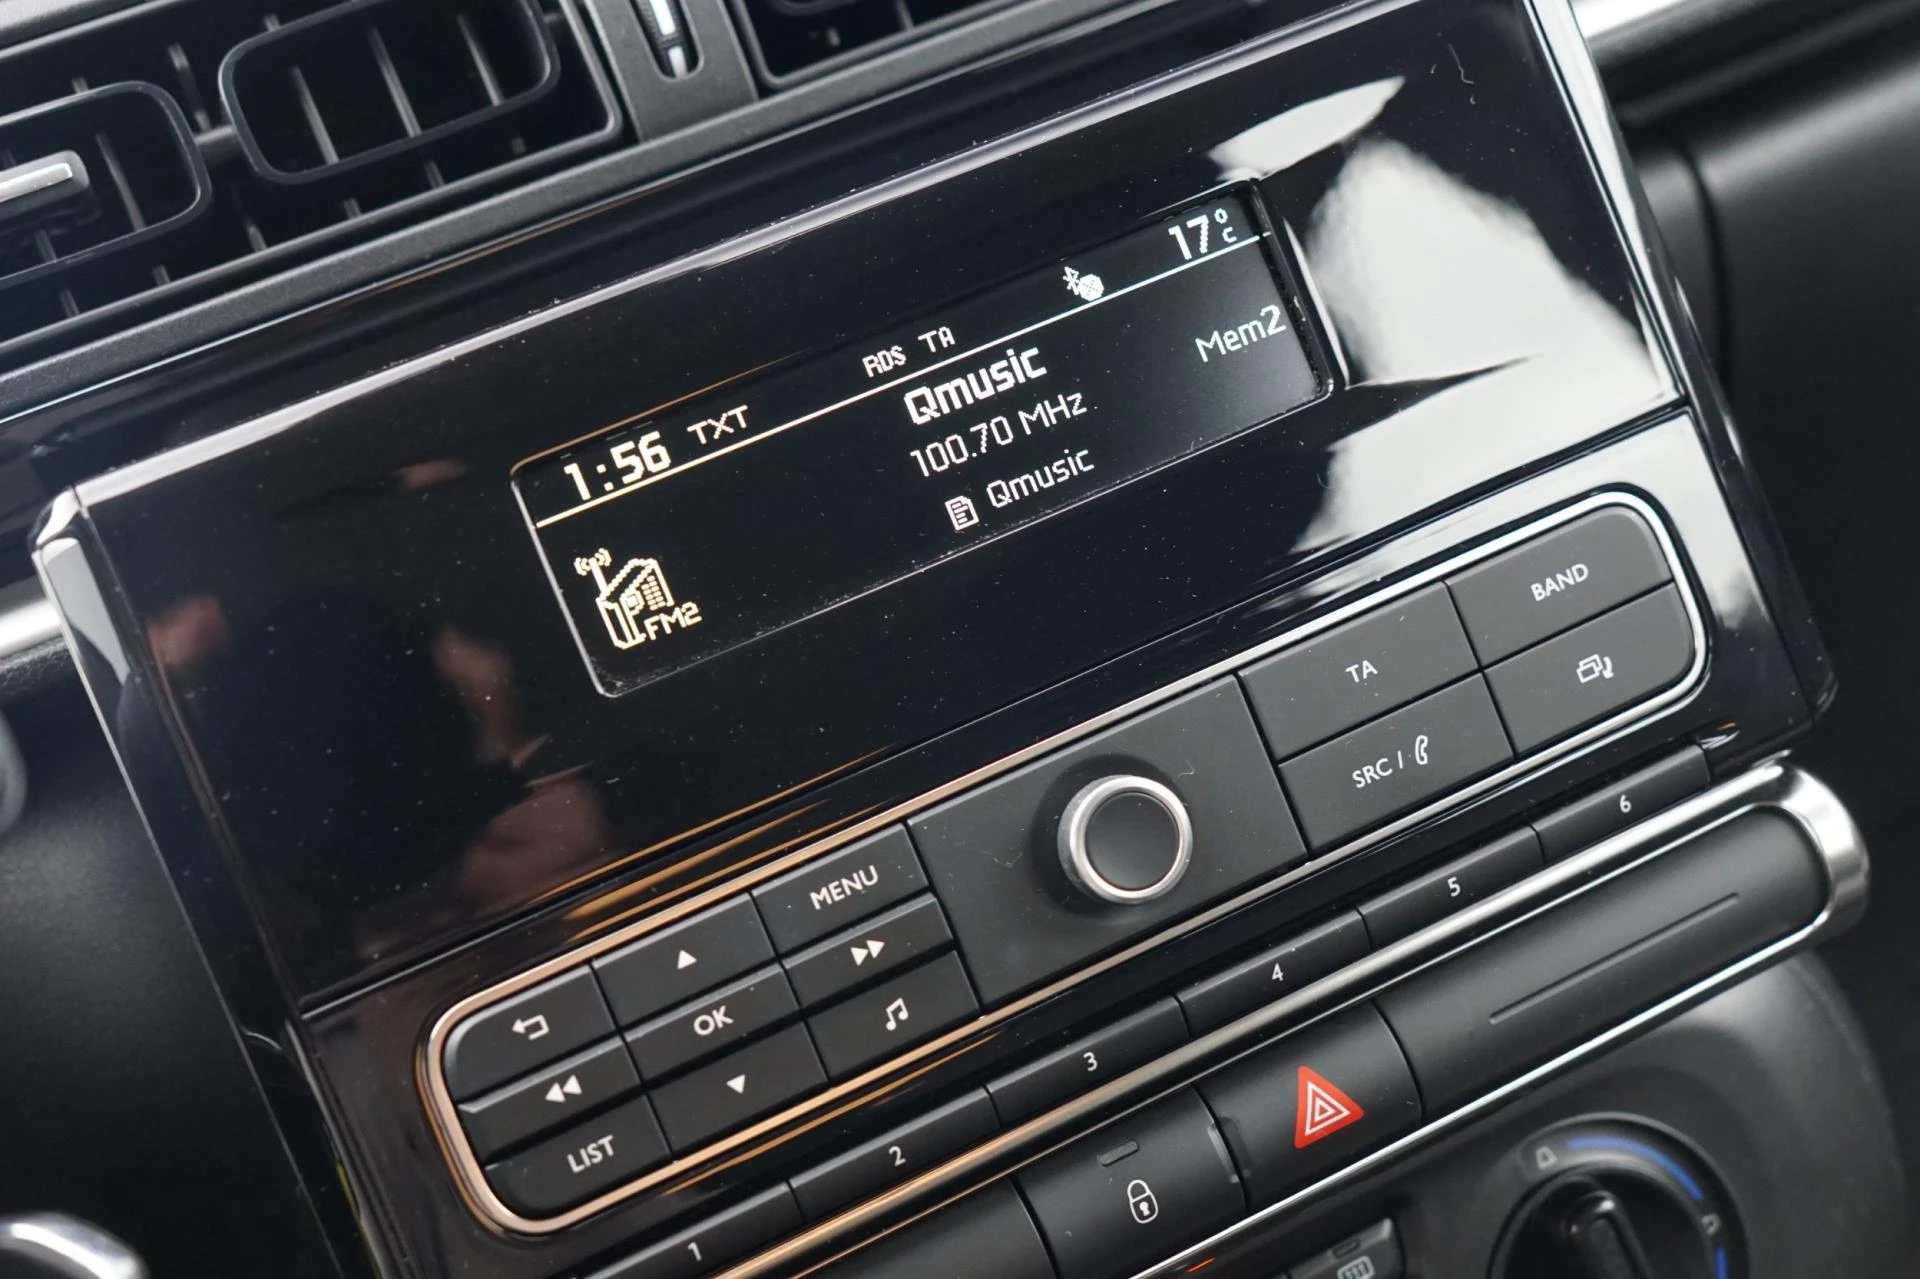 1:56 TXT RDS TA 17°C
Qmusic Mem2
100.70 MHz
Qmusic
FM2
BAND
TA
SRC /
MENU
OK
LIST
1 2 3 4 5 6